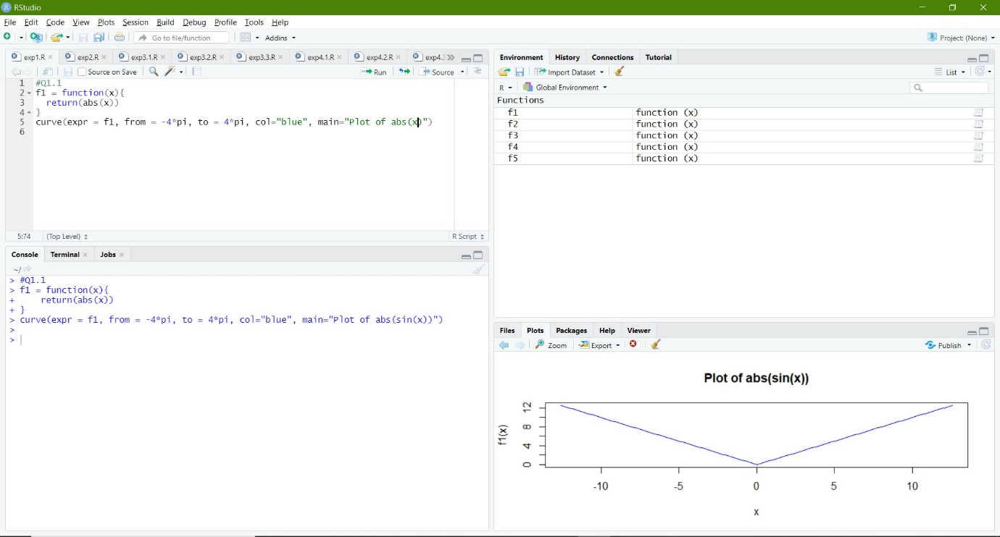 RStudio
File Edit Code View Plots Session Build Debug Profile Tools Help
Go to file/function Addins Project: (None)
exp1.R exp2.R exp3.1.R exp3.2.R exp3.3.R exp4.1.R exp4.2.R exp4.3
Source on Save Run Source
1 #Q1.1
2 f1 = function(x){
3 return(abs(x))
4 }
5 curve(expr = f1, from = -4*pi, to = 4*pi, col="blue", main="Plot of abs(x)")
6
5:74 (Top Level) R Script
Console Terminal Jobs
~/
> #Q1.1
> f1 = function(x){
+ return(abs(x))
+ }
> curve(expr = f1, from = -4*pi, to = 4*pi, col="blue", main="Plot of abs(sin(x))")
>
>
Environment History Connections Tutorial
Import Dataset List
R Global Environment
Functions
f1 function (x)
f2 function (x)
f3 function (x)
f4 function (x)
f5 function (x)
Files Plots Packages Help Viewer
Zoom Export Publish
Plot of abs(sin(x))
f1(x)
12
8
4
0
-10 -5 0 5 10
x